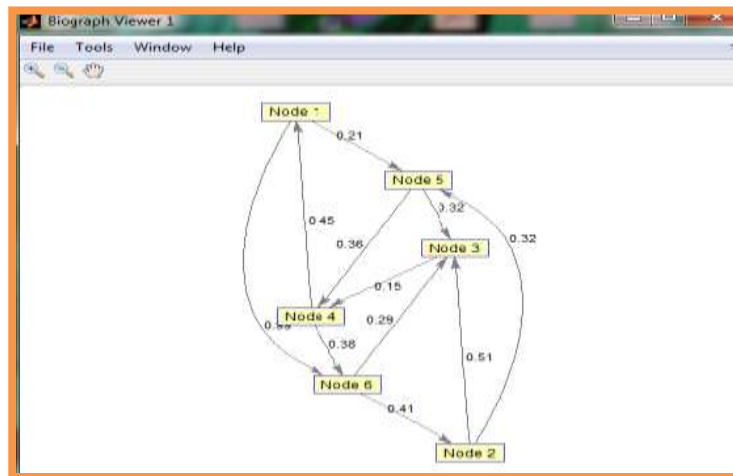 Biograph Viewer 1
File Tools Window Help
Node 1
0.21
Node 5
0.32
0.45
0.36
0.32
Node 3
0.15
Node 4
0.29
0.38
0.51
Node 6
0.41
Node 2